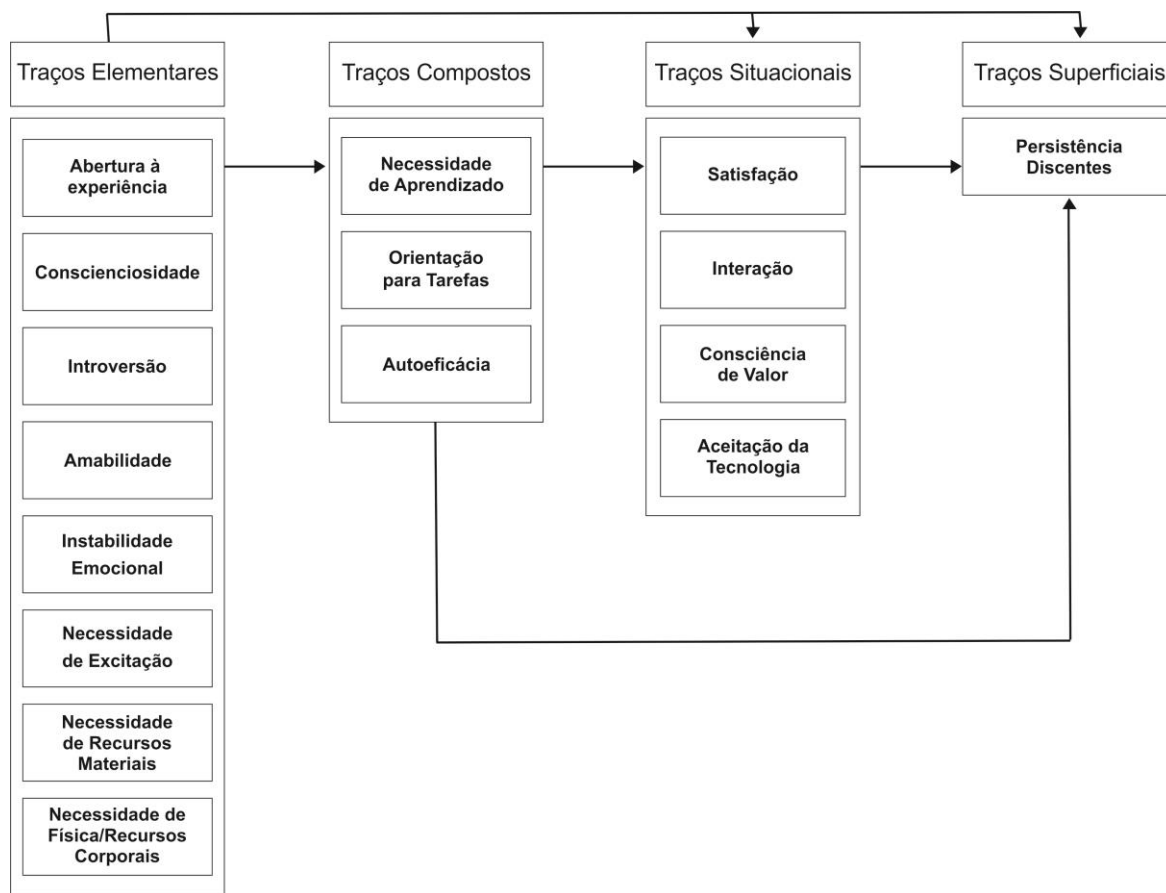 Traços Elementares
Traços Compostos
Traços Situacionais
Traços Superficiais
Abertura à
experiência
Conscienciosidade
Introversão
Amabilidade
Instabilidade
Emocional
Necessidade
de Excitação
Necessidade
de Recursos
Materiais
Necessidade de
Física/Recursos
Corporais
Necessidade
de Aprendizado
Orientação
para Tarefas
Autoeficácia
Satisfação
Interação
Consciência
de Valor
Aceitação da
Tecnologia
Persistência
Discentes